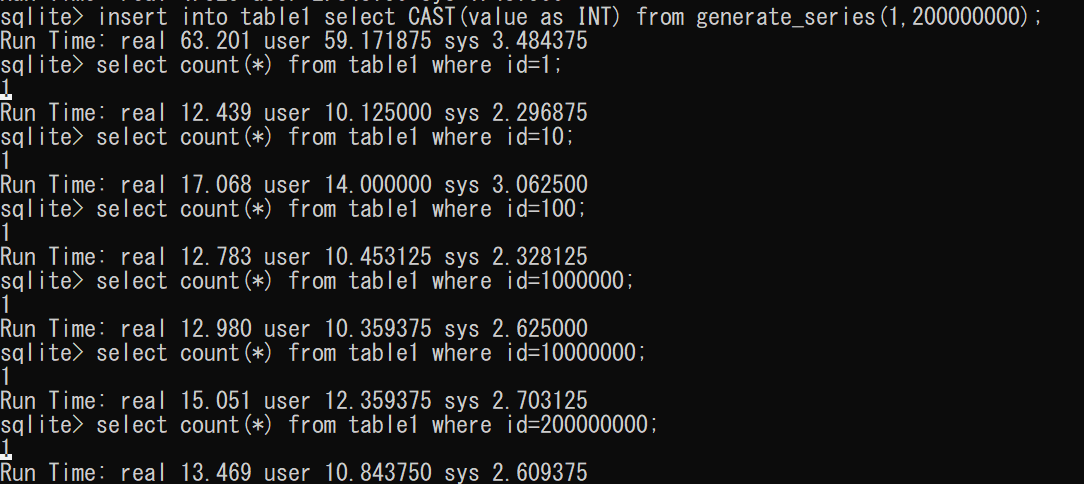 sqlite> insert into table1 select CAST(value as INT) from generate_series(1,200000000);
Run Time: real 63.201 user 59.171875 sys 3.484375
sqlite> select count(*) from table1 where id=1;
1
Run Time: real 12.439 user 10.125000 sys 2.296875
sqlite> select count(*) from table1 where id=10;
1
Run Time: real 17.068 user 14.000000 sys 3.062500
sqlite> select count(*) from table1 where id=100;
1
Run Time: real 12.783 user 10.453125 sys 2.328125
sqlite> select count(*) from table1 where id=1000000;
1
Run Time: real 12.980 user 10.359375 sys 2.625000
sqlite> select count(*) from table1 where id=10000000;
1
Run Time: real 15.051 user 12.359375 sys 2.703125
sqlite> select count(*) from table1 where id=200000000;
1
Run Time: real 13.469 user 10.843750 sys 2.609375